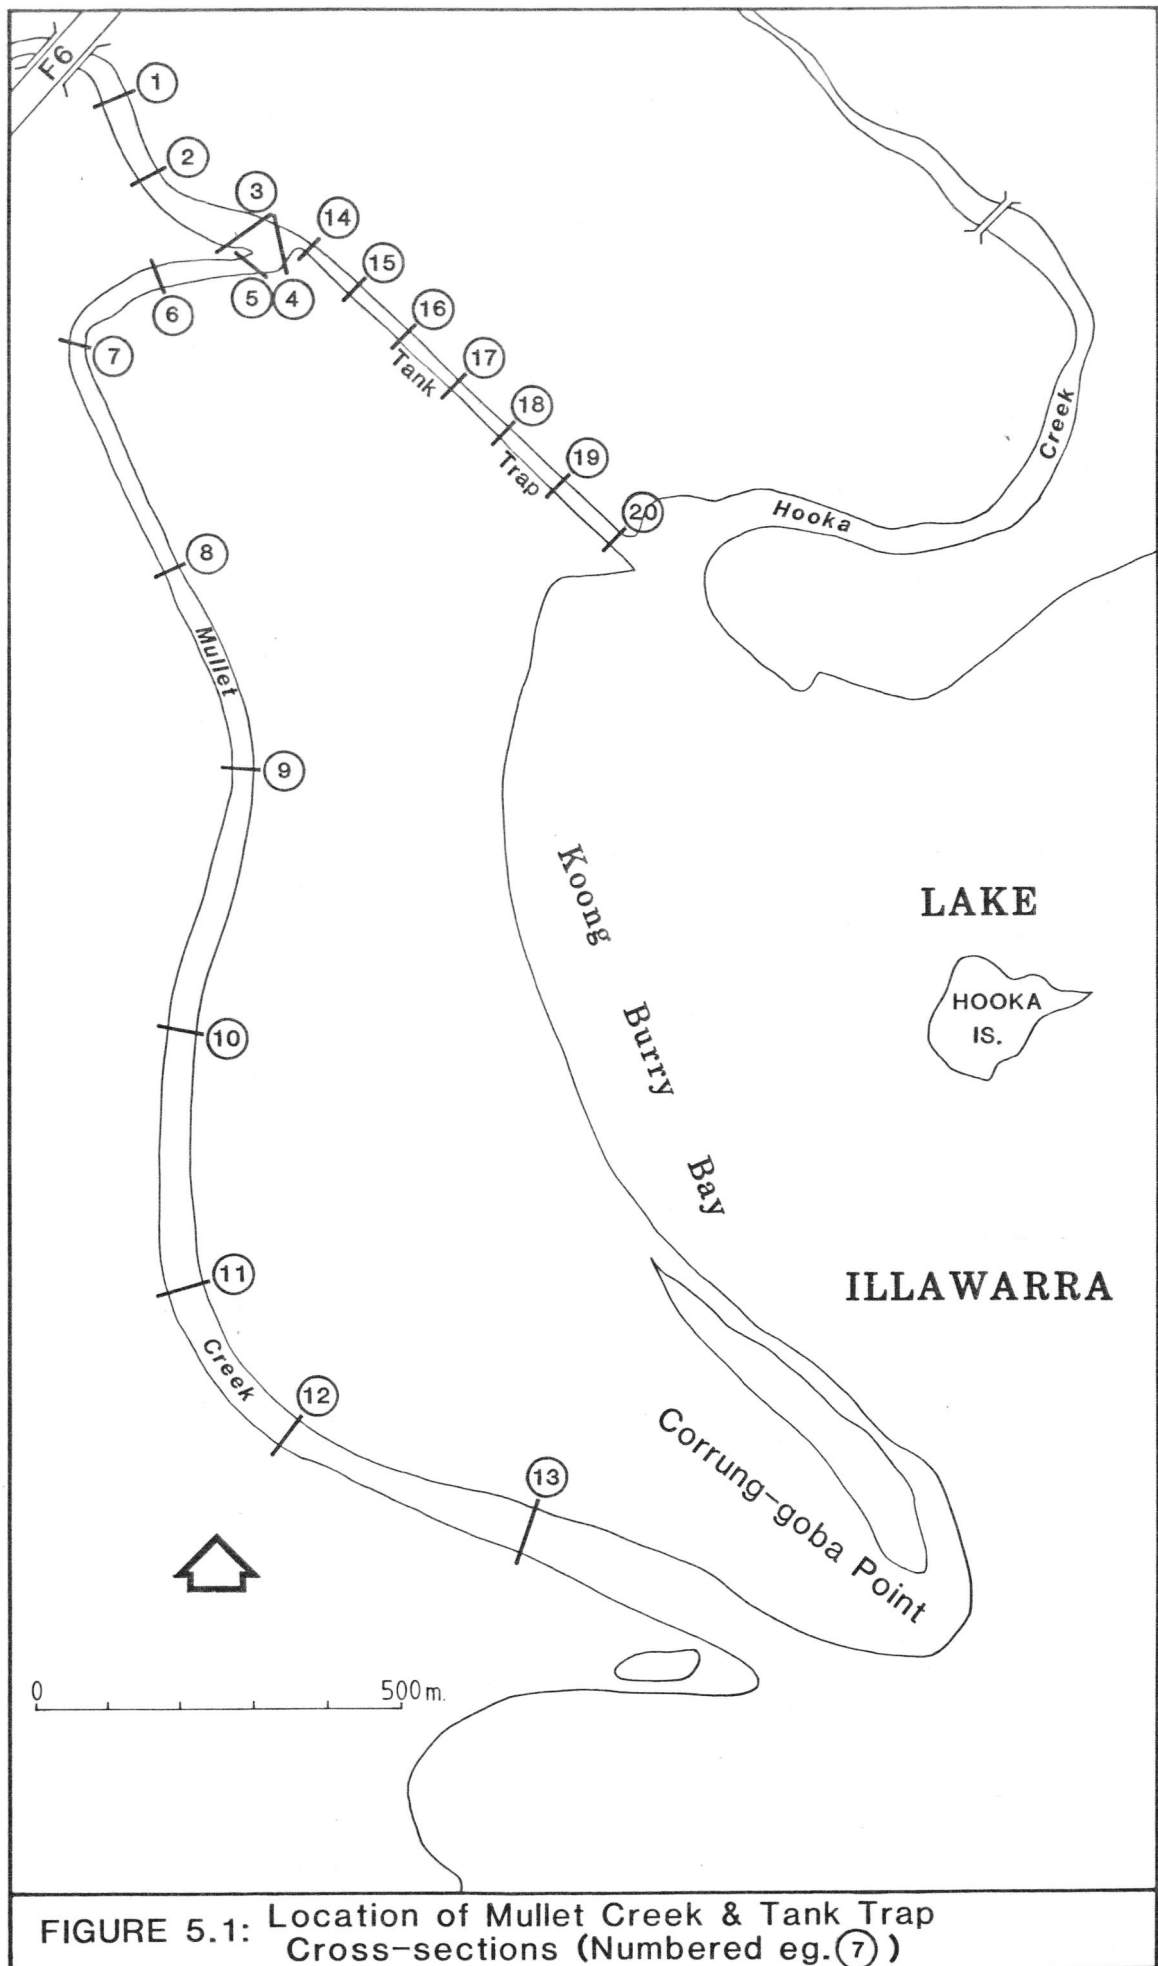 F6
1
2
3
14
15
5
4
6
16
7
Tank
17
18
Trap
19
20
Hooka
Creek
8
Mullet
9
Koong
Burry
Bay
LAKE
HOOKA
IS.
10
11
ILLAWARRA
Creek
12
13
Corrung-goba Point
0
500m.
FIGURE 5.1: Location of Mullet Creek & Tank Trap
Cross-sections (Numbered eg. 7)